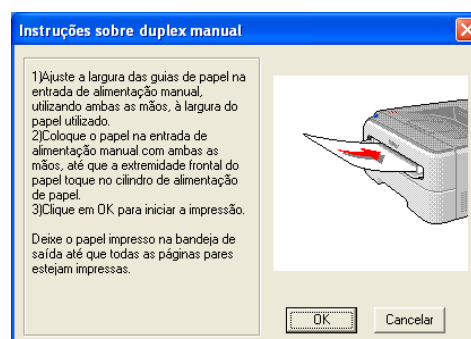 Instruções sobre duplex manual
1)Ajuste a largura das guias de papel na
entrada de alimentação manual,
utilizando ambas as mãos, à largura do
papel utilizado.
2)Coloque o papel na entrada de
alimentação manual com ambas as
mãos, até que a extremidade frontal do
papel toque no cilindro de alimentação
de papel.
3)Clique em OK para iniciar a impressão.
Deixe o papel impresso na bandeja de
saída até que todas as páginas pares
estejam impressas.
OK
Cancelar